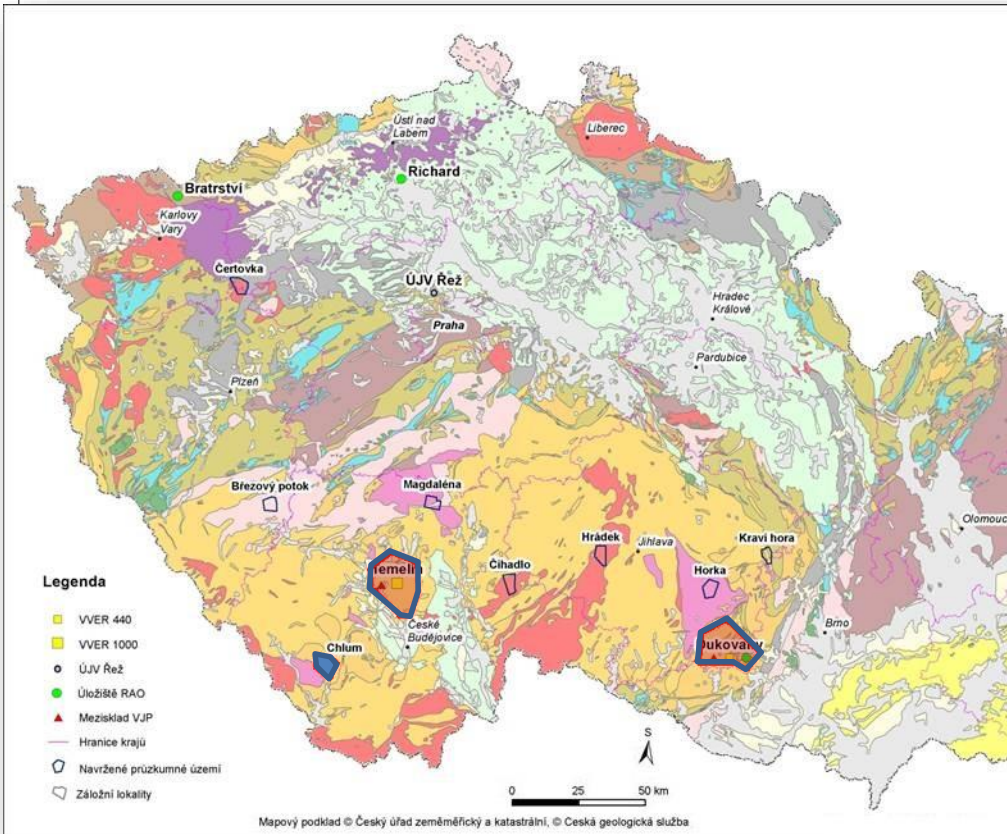 Ústí nad
Labem
Liberec
Bratrství
Richard
Karlovy
Vary
Čertovka
ÚJV Řež
Hradec
Králové
Praha
Pardubice
Plzeň
Březový potok
Magdaléna
Olomouc
Hrádek
Jihlava
Kraví hora
Čihadlo
Horka
Temelín
České
Budějovice
Brno
Dukovany
Chlum
Legenda
VVER 440
VVER 1000
ÚJV Řež
Úložiště RAO
Mezisklad VJP
Hranice krajů
Navržené průzkumné území
Záložní lokality
S
0 25 50 km
Mapový podklad © Český úřad zeměměřický a katastrální, © Česká geologická služba